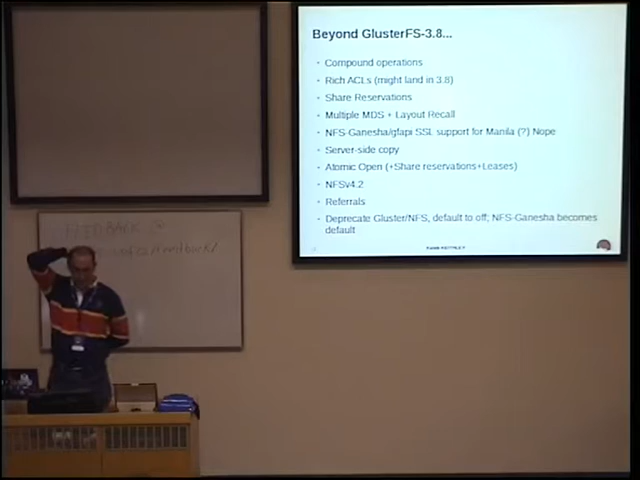 Beyond GlusterFS-3.8...
Compound operations
Rich ACLs (might land in 3.8)
Share Reservations
Multiple MDS + Layout Recall
NFS-Ganesha/gfapi SSL support for Manila (?) Nope
Server-side copy
Atomic Open (+Share reservations+Leases)
NFSv4.2
Referrals
Deprecate Gluster/NFS, default to off; NFS-Ganesha becomes
default
FEEDBACK